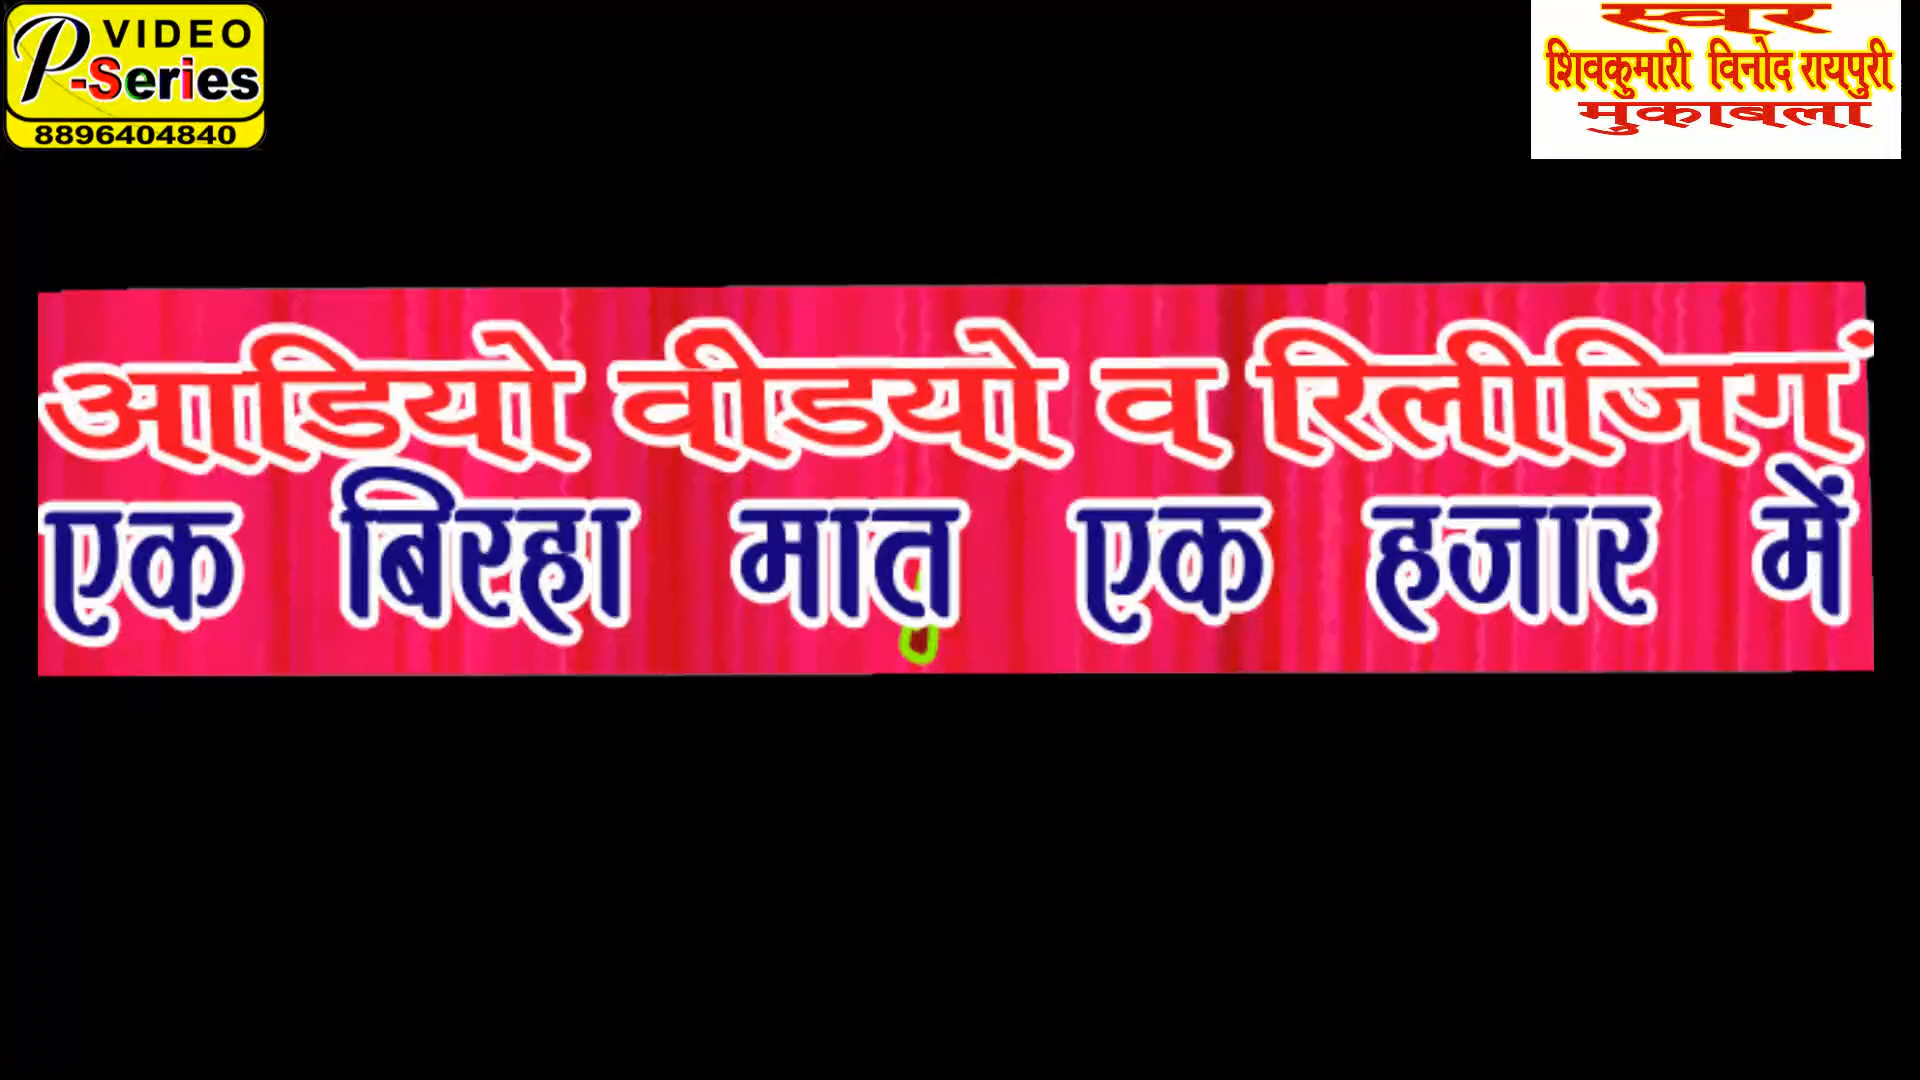 VIDEO
P-Series
8896404840
स्वर
शिवकुमारी विनोद रायपुरी
मुकाबला
आडियो वीडयो व रिलीजिगं
एक बिरहा मातृ एक हजार में